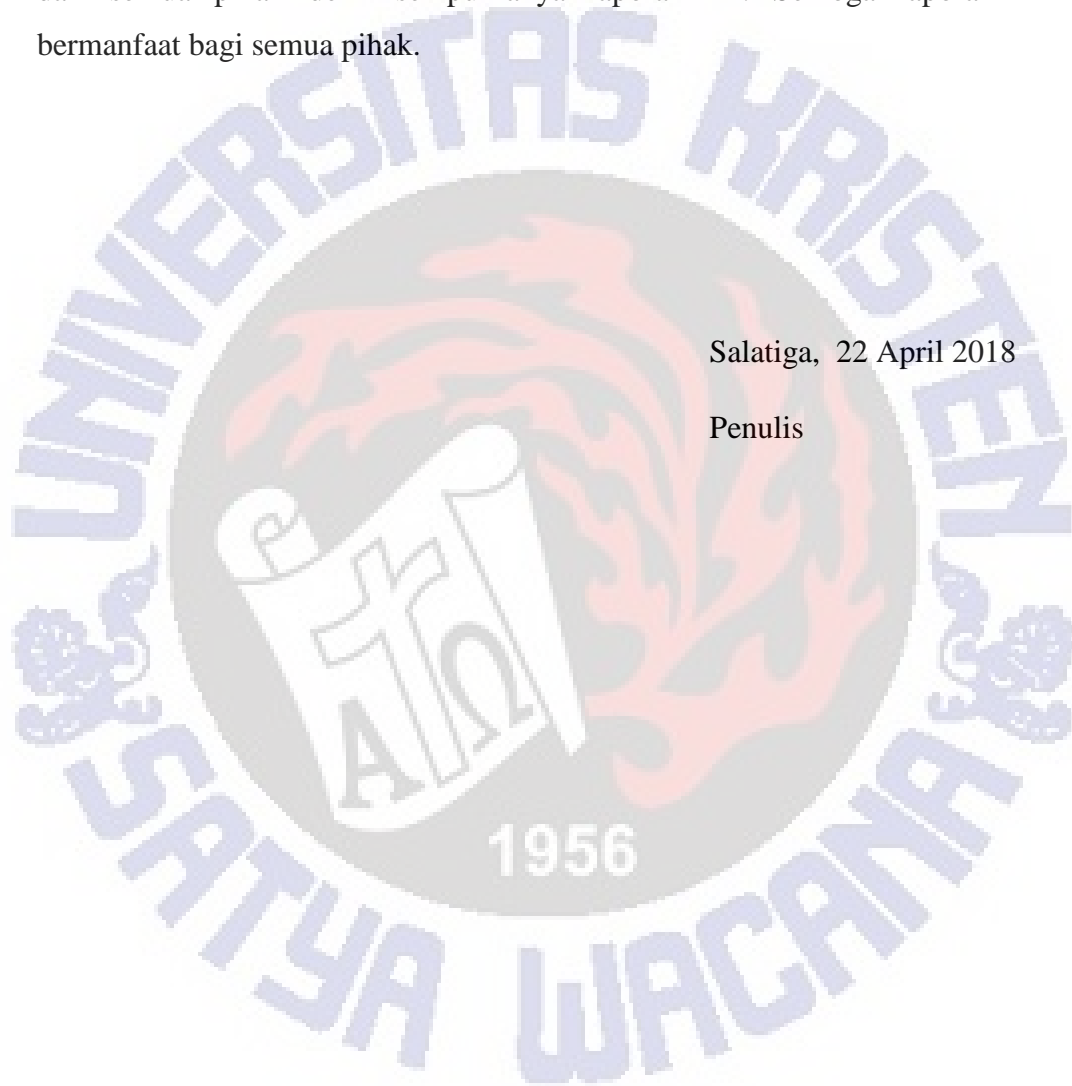 bermanfaat bagi semua pihak.
UNIVERSITAS KRISTEN
Salatiga,  22 April 2018
Penulis
Α
Ω
1956
SATYA WACANA